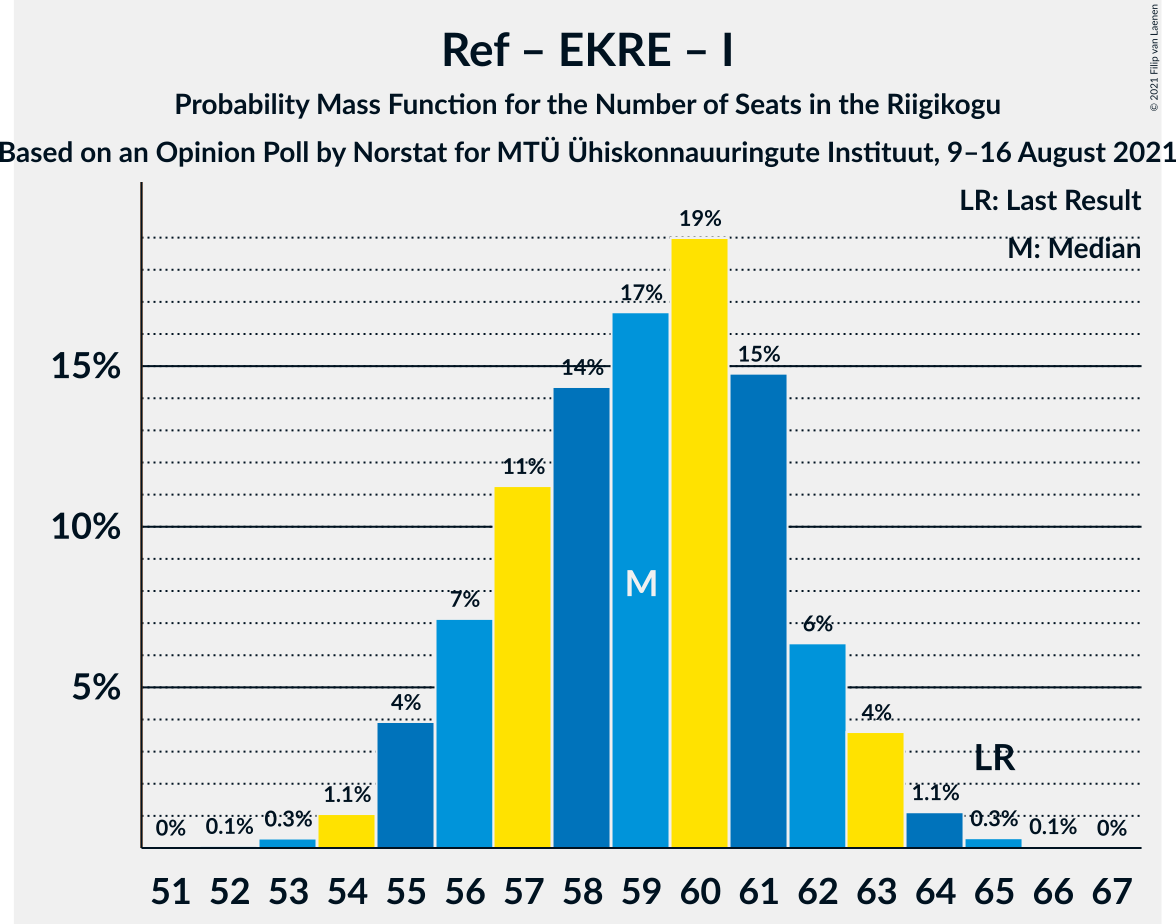 Ref – EKRE – I
Probability Mass Function for the Number of Seats in the Riigikogu
Based on an Opinion Poll by Norstat for MTÜ Ühiskonnauuringute Instituut, 9–16 August 2021
© 2021 Filip van Laenen
LR: Last Result
M: Median
19%
17%
15%
15%
14%
11%
10%
M
7%
6%
5%
4%
4%
LR
1.1%
1.1%
0% 0.1% 0.3% 0.3% 0.1% 0%
51 52 53 54 55 56 57 58 59 60 61 62 63 64 65 66 67